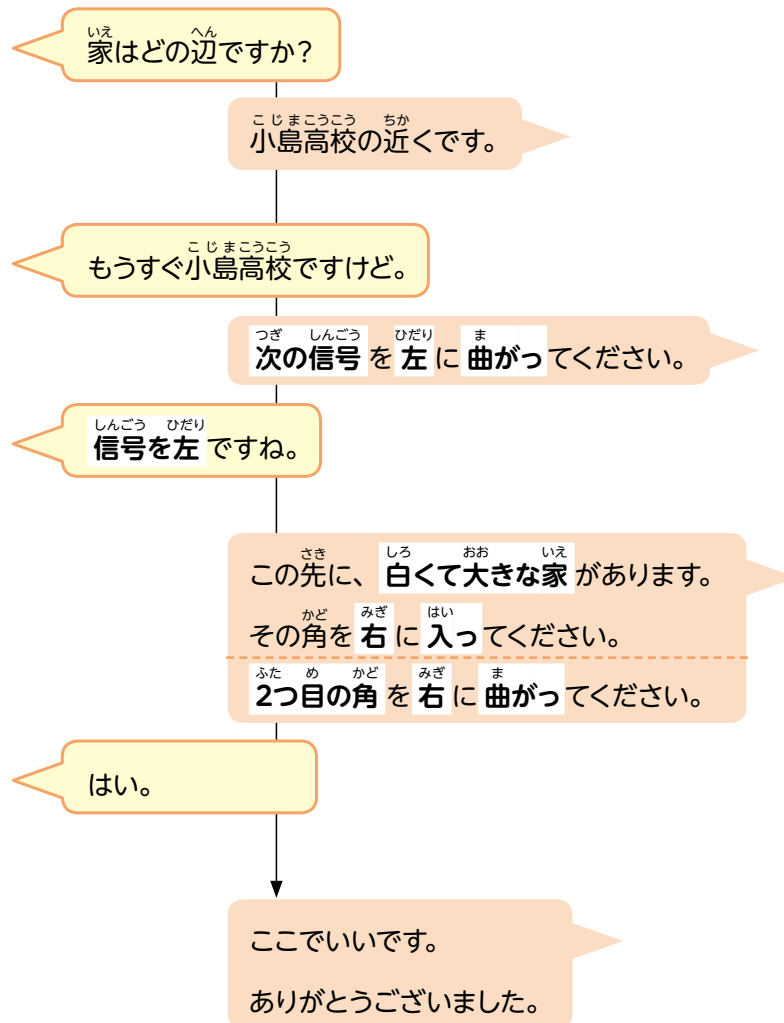 家はどの辺ですか?
小島高校の近くです。
もうすぐ小島高校ですけど。
次の信号を左に曲がってください。
信号を左ですね。
この先に、白くて大きな家があります。
その角を右に入ってください。
2つ目の角を右に曲がってください。
はい。
ここでいいです。
ありがとうございました。